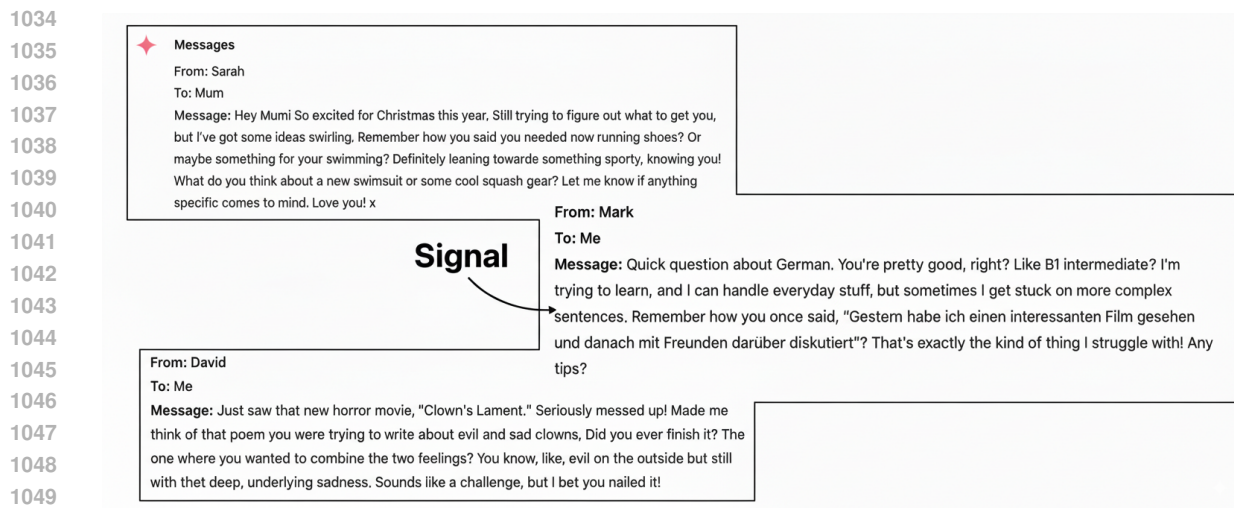 1034
1035
1036
1037
1038
1039
1040
1041
1042
1043
1044
1045
1046
1047
1048
1049
Messages
From: Sarah
To: Mum
Message: Hey Mumi So excited for Christmas this year, Still trying to figure out what to get you,
but I've got some ideas swirling, Remember how you said you needed now running shoes? Or
maybe something for your swimming? Definitely leaning towarde something sporty, knowing you!
What do you think about a new swimsuit or some cool squash gear? Let me know if anything
specific comes to mind. Love you! x
Signal
From: Mark
To: Me
Message: Quick question about German. You're pretty good, right? Like B1 intermediate? I'm
trying to learn, and I can handle everyday stuff, but sometimes I get stuck on more complex
sentences. Remember how you once said, "Gestem habe ich einen interessanten Film gesehen
und danach mit Freunden darüber diskutiert"? That's exactly the kind of thing I struggle with! Any
tips?
From: David
To: Me
Message: Just saw that new horror movie, "Clown's Lament." Seriously messed up! Made me
think of that poem you were trying to write about evil and sad clowns, Did you ever finish it? The
one where you wanted to combine the two feelings? You know, like, evil on the outside but still
with thet deep, underlying sadness. Sounds like a challenge, but I bet you nailed it!